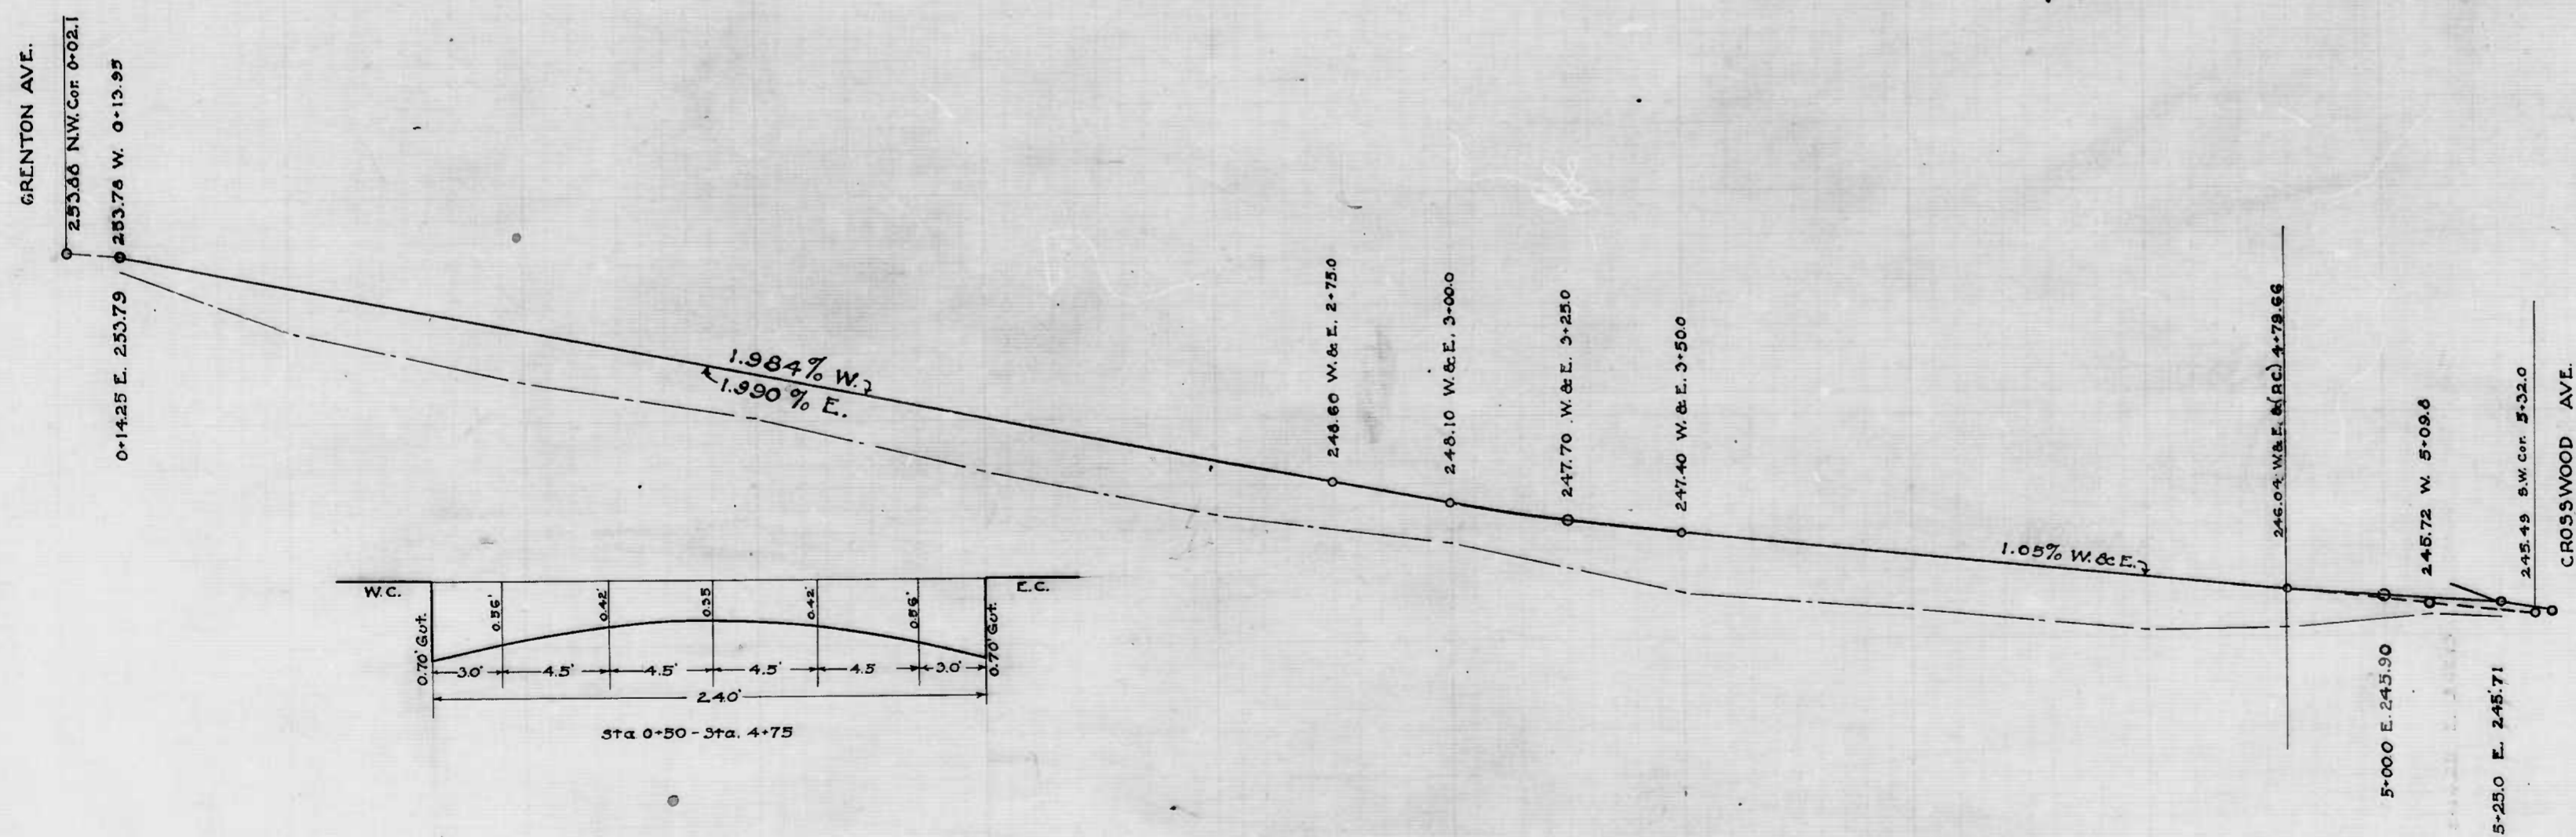 GRENTON AVE.
253.88 N.W. Cor. 0+02.1
253.78 W. 0+13.95
0+14.25 E. 253.79
1.984% W.
1.990% E.
248.60 W. & E. 2+75.0
248.10 W. & E. 3+00.0
247.70 W. & E. 3+25.0
247.40 W. & E. 3+50.0
1.05% W. & E.
246.04 W. & E. & (P.C.) 4+79.66
5+00.0 E. 245.90
245.72 W. 5+09.8
5+25.0 E. 245.71
245.49 S.W. Cor. 5+32.0
CROSSWOOD AVE.
W.C.
E.C.
0.70' Gut.
0.56'
0.42'
0.35
0.42'
0.56'
0.70' Gut.
3.0' 4.5' 4.5' 4.5' 4.5 3.0'
24.0'
Sta 0+50 - Sta. 4+75